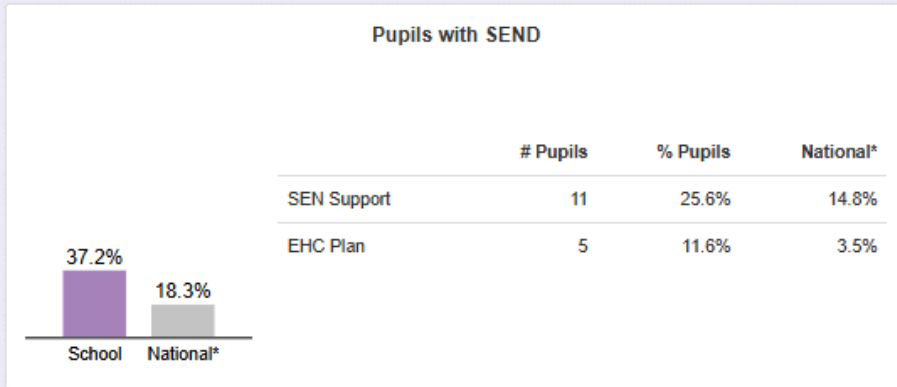 Pupils with SEND
# Pupils % Pupils National*
SEN Support 11 25.6% 14.8%
EHC Plan 5 11.6% 3.5%
37.2%
18.3%
School National*